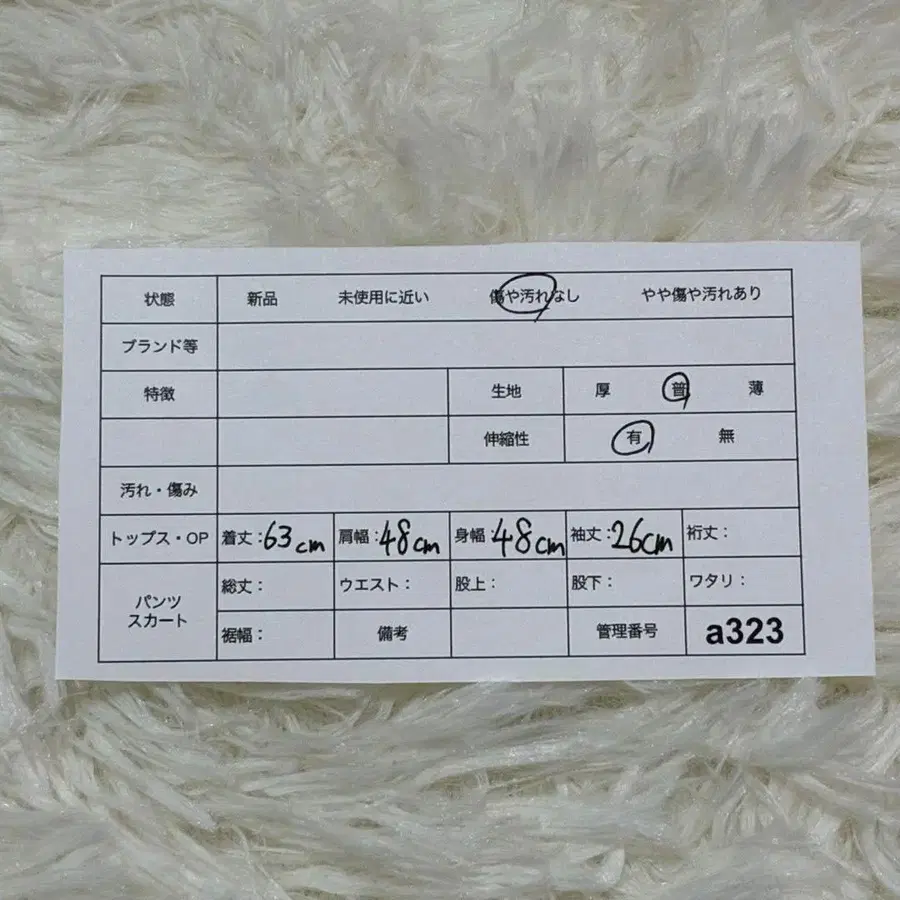 状態 新品 未使用に近い 傷や汚れなし やや傷や汚れあり
ブランド等
特徴 生地 厚 普 薄
伸縮性 有 無
汚れ・傷み
トップス・OP 着丈:63cm 肩幅:48cm 身幅:48cm 袖丈:26cm 裄丈:
パンツ
スカート
総丈: ウエスト: 股上: 股下: ワタリ:
裾幅: 備考 管理番号 a323